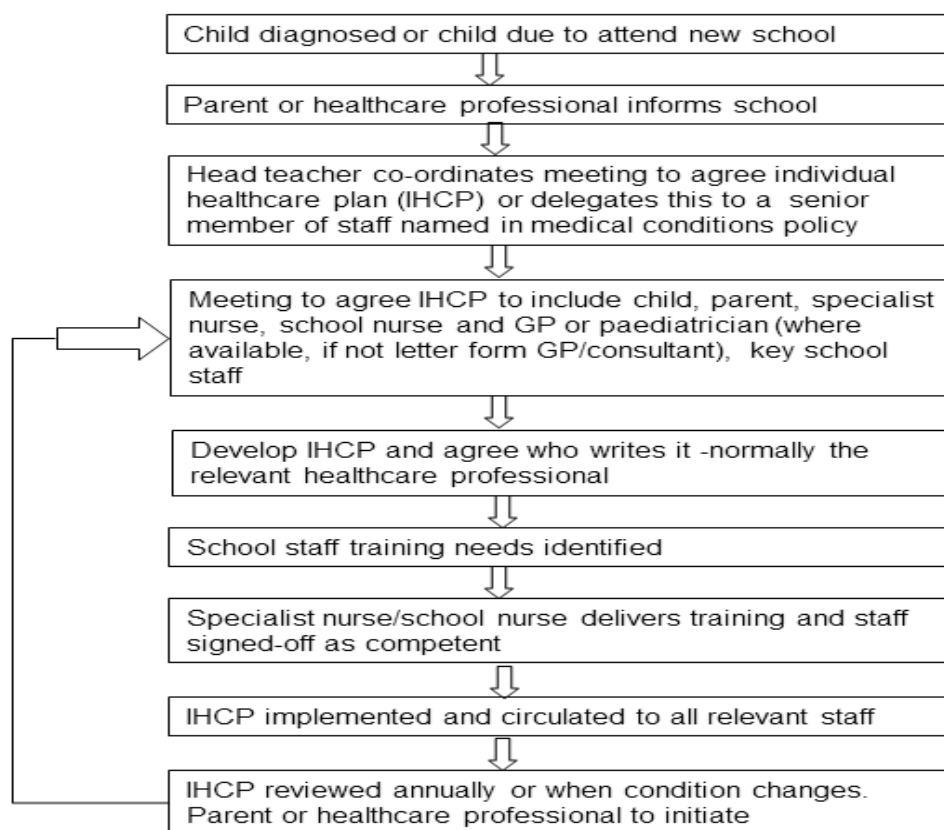 Child diagnosed or child due to attend new school
Parent or healthcare professional informs school
Head teacher co-ordinates meeting to agree individual
healthcare plan (IHCP) or delegates this to a senior
member of staff named in medical conditions policy
Meeting to agree IHCP to include child, parent, specialist
nurse, school nurse and GP or paediatrician (where
available, if not letter form GP/consultant), key school
staff
Develop IHCP and agree who writes it -normally the
relevant healthcare professional
School staff training needs identified
Specialist nurse/school nurse delivers training and staff
signed-off as competent
IHCP implemented and circulated to all relevant staff
IHCP reviewed annually or when condition changes.
Parent or healthcare professional to initiate